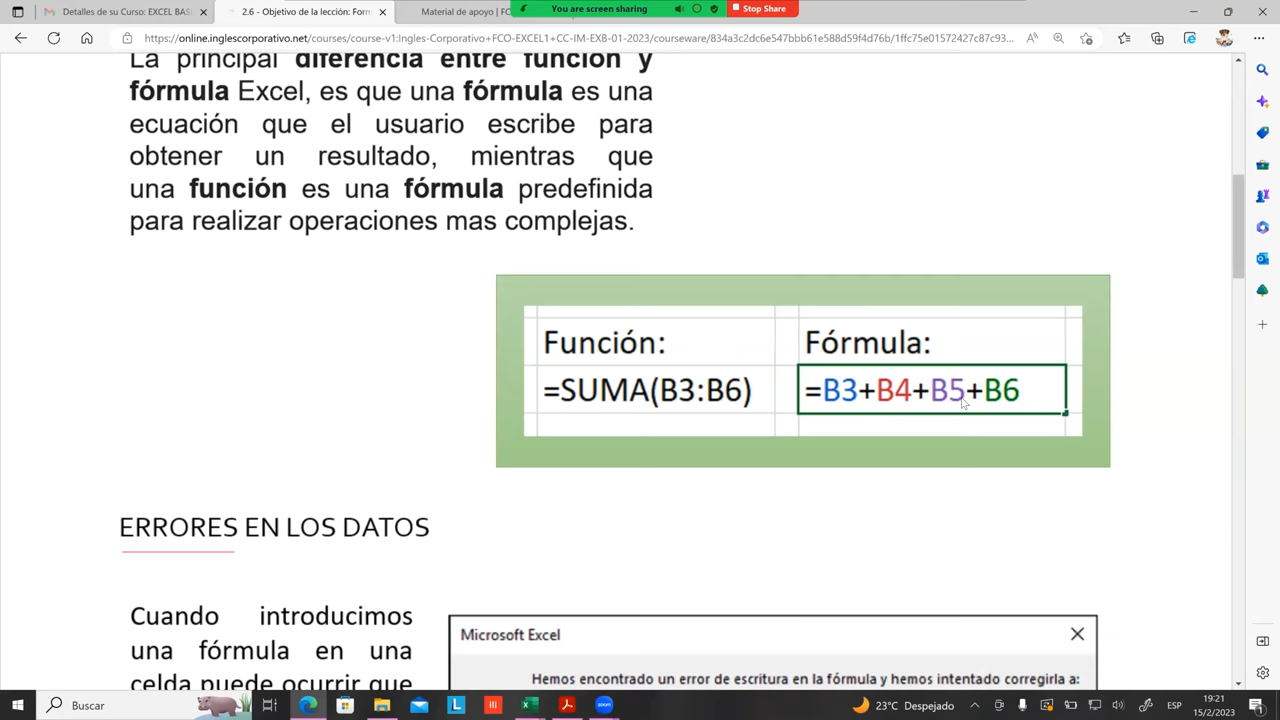 You are screen sharing
Stop Share
Detalles de su Curso: EXCEL BAS
2.6 - Objetivo de la lección: Form
Material de apoyo | FC
https://online.inglescorporativo.net/courses/course-v1:Ingles-Corporativo+FCO-EXCEL1+CC-IM-EXB-01-2023/courseware/834a3c2dc6e547bbb61e588d59f4d76b/1ffc75e01572427c87c93...
La principal diferencia entre función y
fórmula Excel, es que una fórmula es una
ecuación que el usuario escribe para
obtener un resultado, mientras que
una función es una fórmula predefinida
para realizar operaciones mas complejas.
Función:
Fórmula:
=SUMA(B3:B6)
=B3+B4+B5+B6
ERRORES EN LOS DATOS
Cuando introducimos
una fórmula en una
celda puede ocurrir que
Microsoft Excel
Hemos encontrado un error de escritura en la fórmula y hemos intentado corregirla a:
Buscar
23°C Despejado
ESP
19:21
15/2/2023